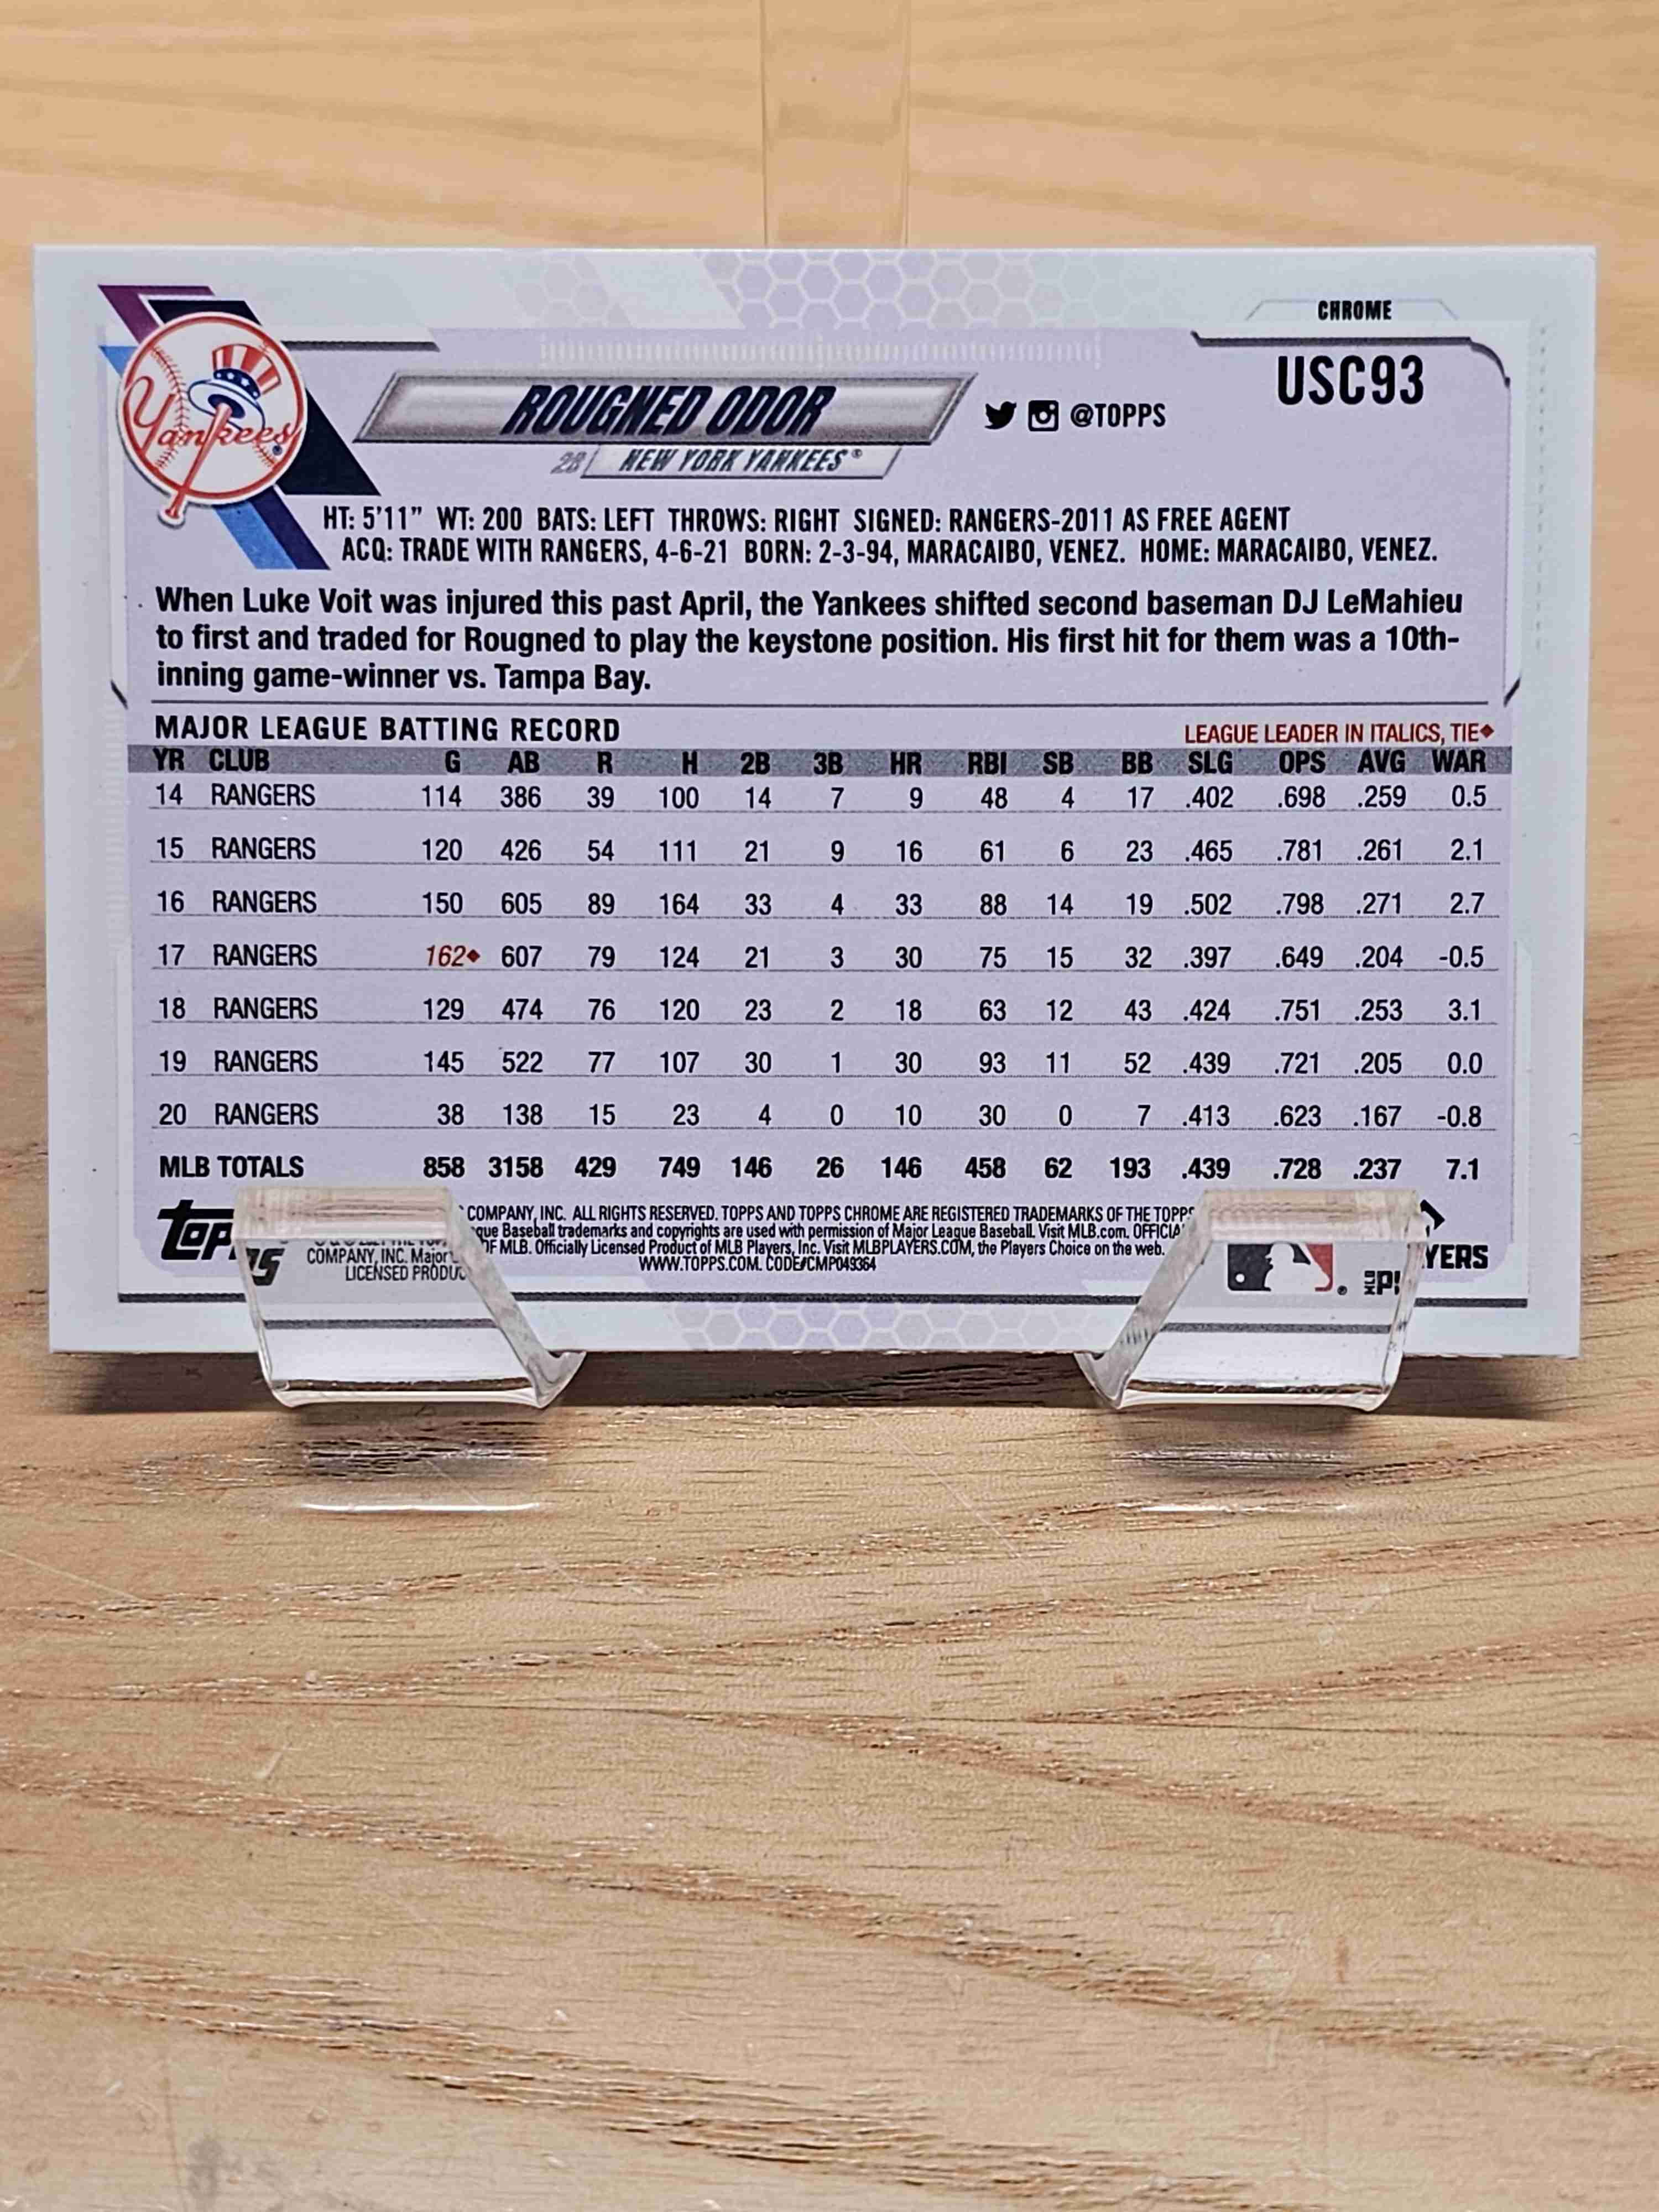 CHROME
USC93
Yankees
ROUGNED ODOR
@TOPPS
2B NEW YORK YANKEES®
HT: 5'11" WT: 200 BATS: LEFT THROWS: RIGHT SIGNED: RANGERS-2011 AS FREE AGENT
ACQ: TRADE WITH RANGERS, 4-6-21 BORN: 2-3-94, MARACAIBO, VENEZ. HOME: MARACAIBO, VENEZ.
When Luke Voit was injured this past April, the Yankees shifted second baseman DJ LeMahieu
to first and traded for Rougned to play the keystone position. His first hit for them was a 10th-
inning game-winner vs. Tampa Bay.
MAJOR LEAGUE BATTING RECORD LEAGUE LEADER IN ITALICS, TIE◆
YR CLUB G AB R H 2B 3B HR RBI SB BB SLG OPS AVG WAR
14 RANGERS 114 386 39 100 14 7 9 48 4 17 .402 .698 .259 0.5
15 RANGERS 120 426 54 111 21 9 16 61 6 23 .465 .781 .261 2.1
16 RANGERS 150 605 89 164 33 4 33 88 14 19 .502 .798 .271 2.7
17 RANGERS 162◆ 607 79 124 21 3 30 75 15 32 .397 .649 .204 -0.5
18 RANGERS 129 474 76 120 23 2 18 63 12 43 .424 .751 .253 3.1
19 RANGERS 145 522 77 107 30 1 30 93 11 52 .439 .721 .205 0.0
20 RANGERS 38 138 15 23 4 0 10 30 0 7 .413 .623 .167 -0.8
MLB TOTALS 858 3158 429 749 146 26 146 458 62 193 .439 .728 .237 7.1
topps
COMPANY, INC. ALL RIGHTS RESERVED. TOPPS AND TOPPS CHROME ARE REGISTERED TRADEMARKS OF THE TOPPS
COMPANY, INC. Major gue Baseball trademarks and copyrights are used with permission of Major League Baseball. Visit MLB.com. OFFICIA
LICENSED PRODUC OF MLB. Officially Licensed Product of MLB Players, Inc. Visit MLBPLAYERS.COM, the Players Choice on the web.
WWW.TOPPS.COM. CODE#CMP049364
MLB PLAYERS